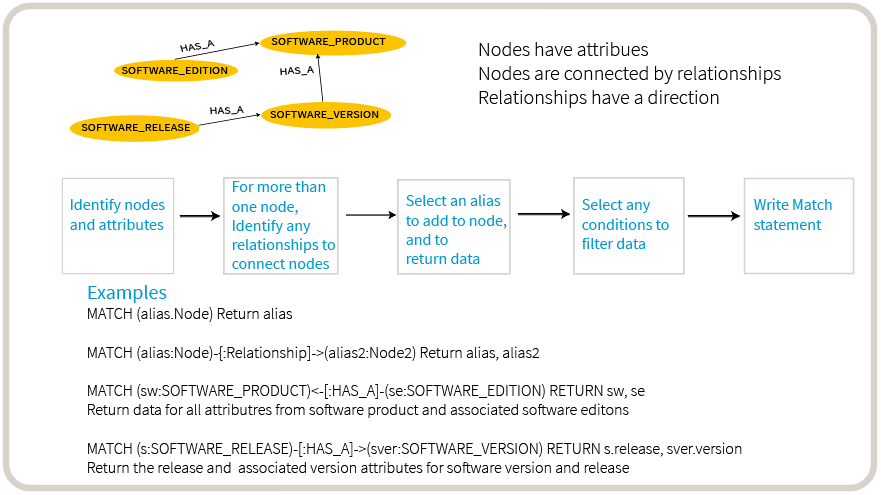 HAS_A
SOFTWARE_PRODUCT
SOFTWARE_EDITION
HAS_A
HAS_A
SOFTWARE_RELEASE
SOFTWARE_VERSION
Nodes have attribues
Nodes are connected by relationships
Relationships have a direction
Identify nodes
and attributes
For more than
one node,
Identify any
relationships to
connect nodes
Select an alias
to add to node,
and to
return data
Select any
conditions to
filter data
Write Match
statement
Examples
MATCH (alias.Node) Return alias
MATCH (alias:Node)-{:Relationship]->(alias2:Node2) Return alias, alias2
MATCH (sw:SOFTWARE_PRODUCT)<-[:HAS_A]-(se:SOFTWARE_EDITION) RETURN sw, se
Return data for all attributres from software product and associated software editons
MATCH (s:SOFTWARE_RELEASE)-[:HAS_A]->(sver:SOFTWARE_VERSION) RETURN s.release, sver.version
Return the release and  associated version attributes for software version and release